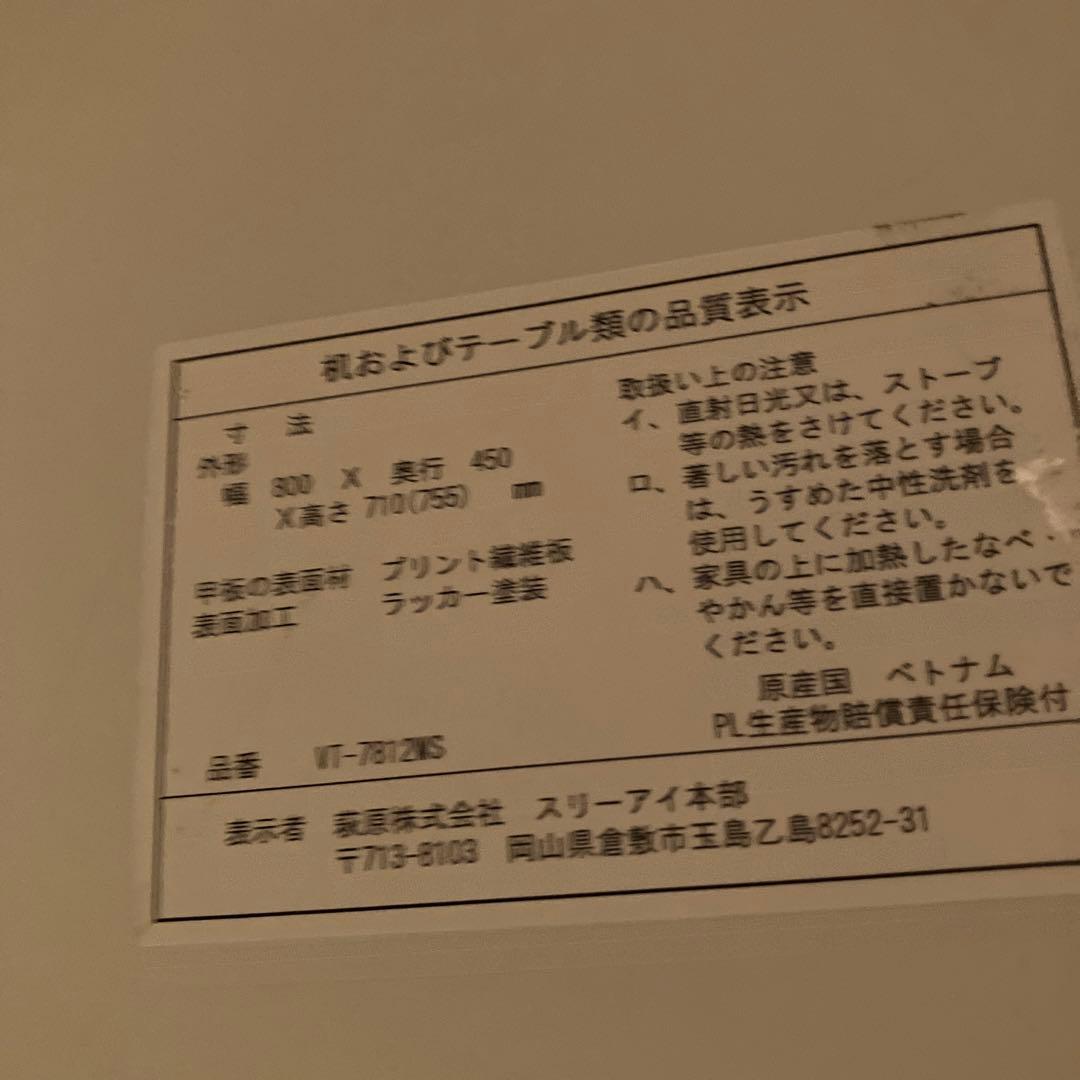 机およびテーブル類の品質表示
寸 法
外形
幅 800 X 奥行 450
X高さ 710(755) mm
甲板の表面材 プリント繊維板
表面加工 ラッカー塗装
品番 VT-7812WS
取扱い上の注意
イ、直射日光又は、ストーブ
等の熱をさけてください。
ロ、著しい汚れを落とす場合
は、うすめた中性洗剤を
使用してください。
ハ、家具の上に加熱したなべ・
やかん等を直接置かないで
ください。
原産国 ベトナム
PL生産物賠償責任保険付
表示者 萩原株式会社 スリーアイ本部
〒713-8103 岡山県倉敷市玉島乙島8252-31